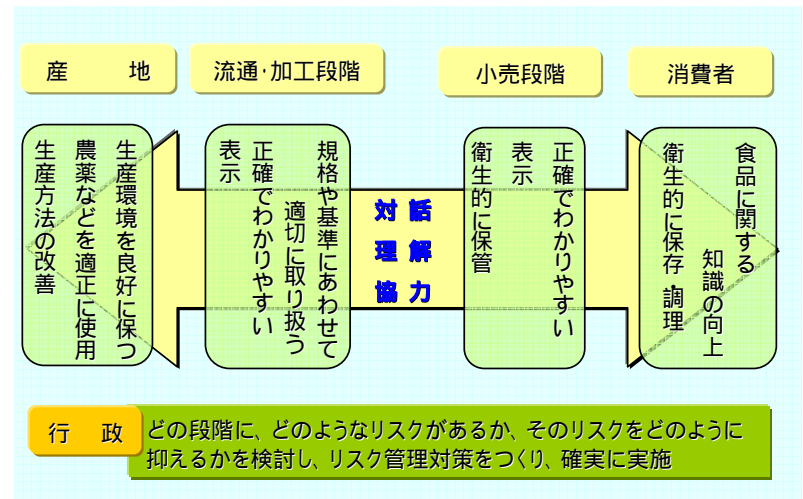 産　地
流通・加工段階
小売段階
消費者
生産環境を良好に保つ
農薬などを適正に使用
生産方法の改善
規格や基準にあわせて
適切に取り扱う
正確でわかりやすい
表示
対 話
理 解
協 力
正確でわかりやすい
表示
衛生的に保管
食品に関する
知識の向上
衛生的に保存・調理
行　政
どの段階に、どのようなリスクがあるか、そのリスクをどのように
抑えるかを検討し、リスク管理対策をつくり、確実に実施